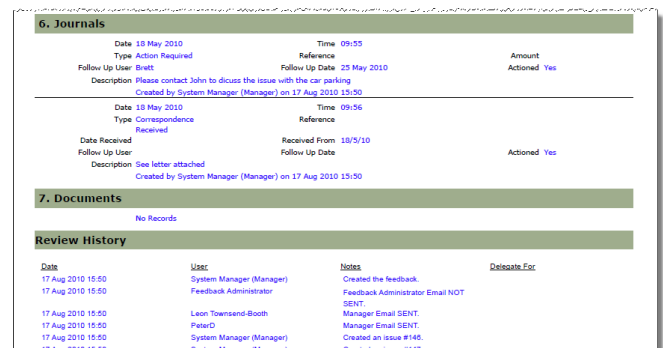 6. Journals
Date 18 May 2010 Time 09:55
Type Action Required Reference Amount
Follow Up User Brett Follow Up Date 25 May 2010 Actioned Yes
Description Please contact John to dicuss the issue with the car parking
Created by System Manager (Manager) on 17 Aug 2010 15:50
Date 18 May 2010 Time 09:56
Type Correspondence Reference
Received
Date Received Received From 18/5/10
Follow Up User Follow Up Date Actioned Yes
Description See letter attached
Created by System Manager (Manager) on 17 Aug 2010 15:50
7. Documents
No Records
Review History
Date User Notes Delegate For
17 Aug 2010 15:50 System Manager (Manager) Created the feedback.
17 Aug 2010 15:50 Feedback Administrator Feedback Administrator Email NOT
SENT.
17 Aug 2010 15:50 Leon Townsend-Booth Manager Email SENT.
17 Aug 2010 15:50 PeterD Manager Email SENT.
17 Aug 2010 15:50 System Manager (Manager) Created an issue #146.